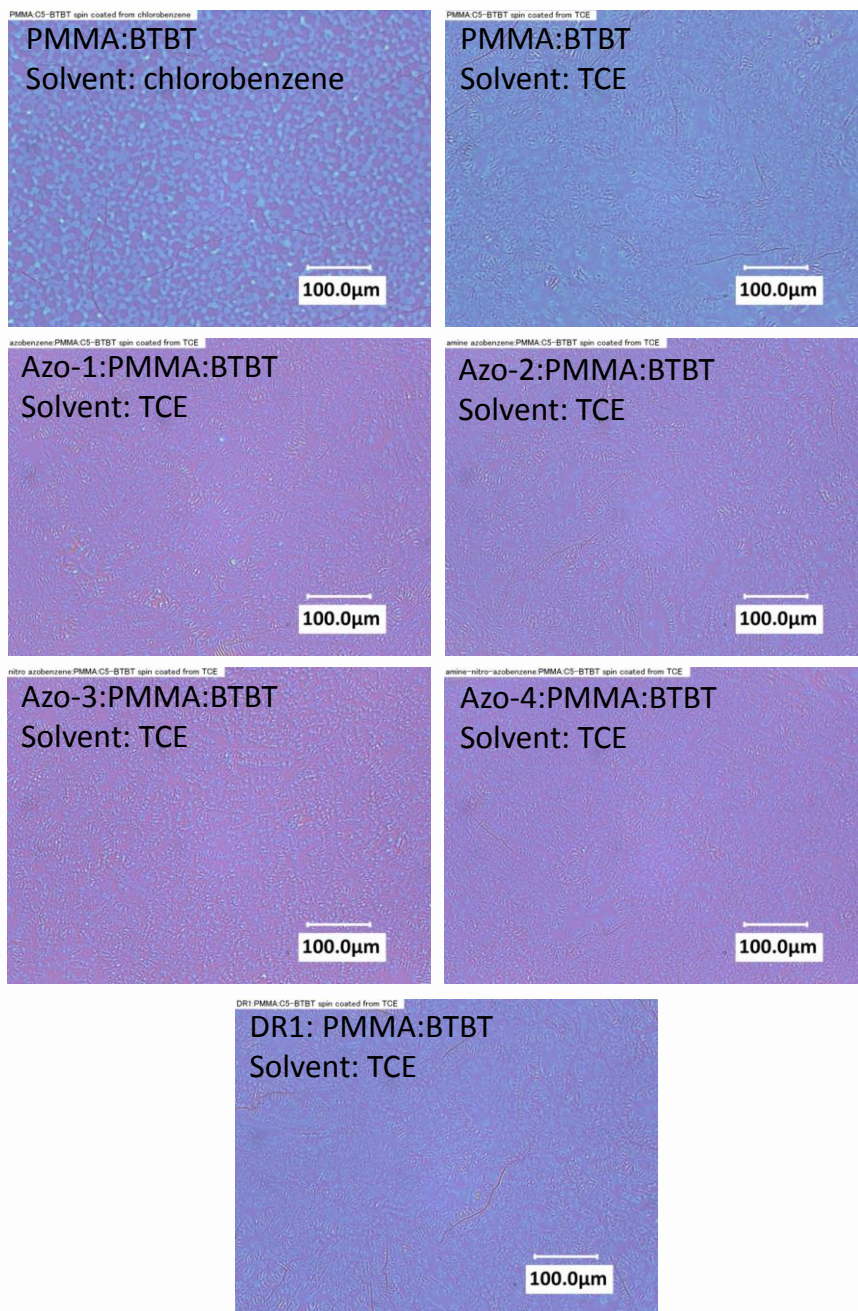 PMMA:C5-BTBT spin coated from chlorobenzene
PMMA:BTBT
Solvent: chlorobenzene
100.0μm
PMMA:C5-BTBT spin coated from TCE
PMMA:BTBT
Solvent: TCE
100.0μm
azobenzene:PMMA:C5-BTBT spin coated from TCE
Azo-1:PMMA:BTBT
Solvent: TCE
100.0μm
amine azobenzene:PMMA:C5-BTBT spin coated from TCE
Azo-2:PMMA:BTBT
Solvent: TCE
100.0μm
nitro azobenzene:PMMA:C5-BTBT spin coated from TCE
Azo-3:PMMA:BTBT
Solvent: TCE
100.0μm
amine-nitro-azobenzene:PMMA:C5-BTBT spin coated from TCE
Azo-4:PMMA:BTBT
Solvent: TCE
100.0μm
DR1:PMMA:C5-BTBT spin coated from TCE
DR1: PMMA:BTBT
Solvent: TCE
100.0μm